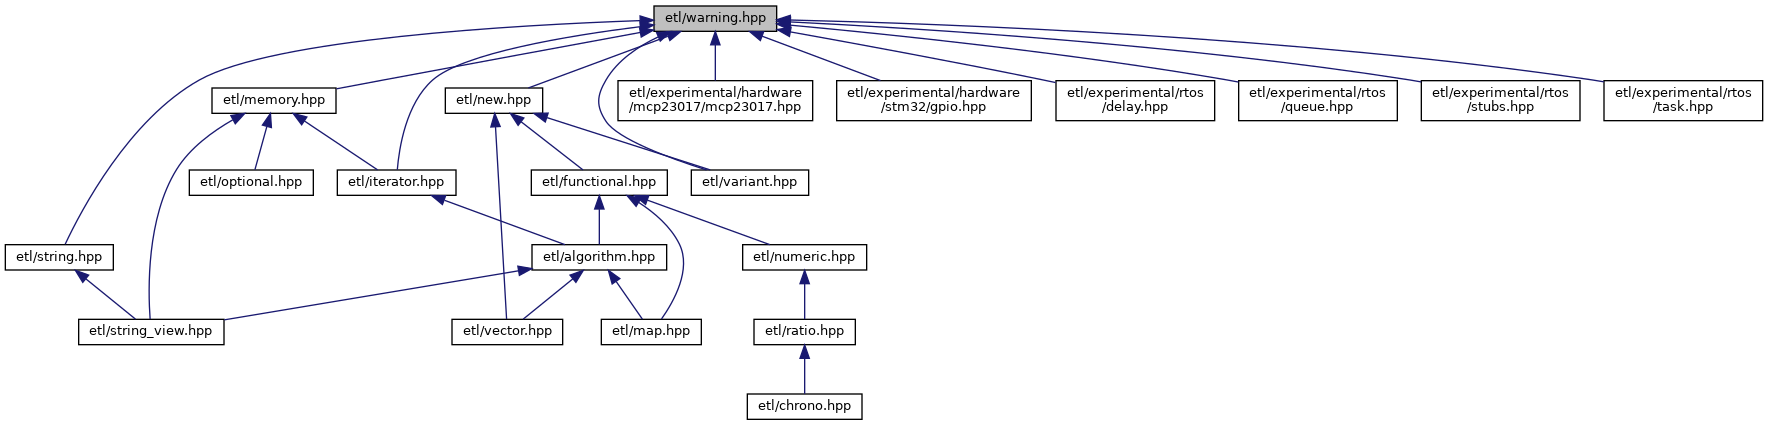 etl/warning.hpp
etl/memory.hpp
etl/new.hpp
etl/experimental/hardware
/mcp23017/mcp23017.hpp
etl/experimental/hardware
/stm32/gpio.hpp
etl/experimental/rtos
/delay.hpp
etl/experimental/rtos
/queue.hpp
etl/experimental/rtos
/stubs.hpp
etl/experimental/rtos
/task.hpp
etl/optional.hpp
etl/iterator.hpp
etl/functional.hpp
etl/variant.hpp
etl/string.hpp
etl/algorithm.hpp
etl/numeric.hpp
etl/string_view.hpp
etl/vector.hpp
etl/map.hpp
etl/ratio.hpp
etl/chrono.hpp